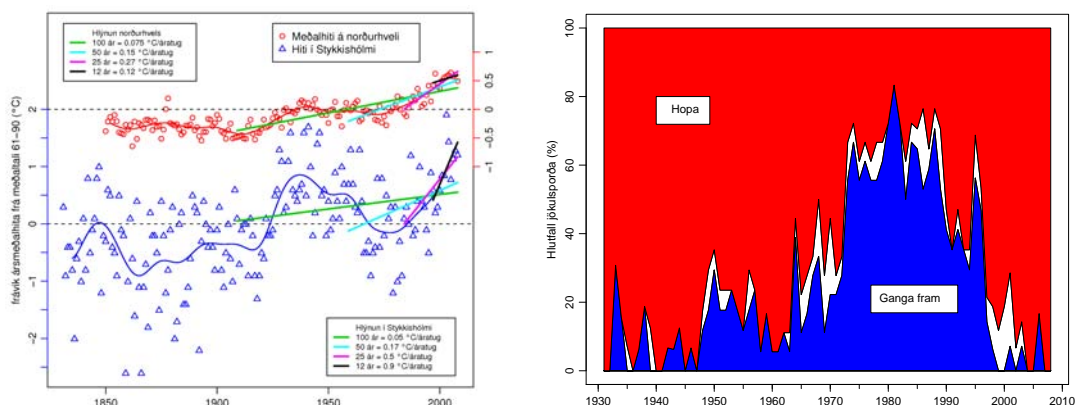 Hlýnun norðurhvels
100 ár = 0.075 °C/áratug
50 ár = 0.15 °C/áratug
25 ár = 0.27 °C/áratug
12 ár = 0.12 °C/áratug
Meðalhiti á norðurhveli
Hiti í Stykkishólmi
frávik ársmeðalhita frá meðaltali 61−90 (°C)
2
1
0
−1
−2
1
0.5
0
−0.5
−1
Hlýnun í Stykkishólmi
100 ár = 0.05 °C/áratug
50 ár = 0.17 °C/áratug
25 ár = 0.5 °C/áratug
12 ár = 0.9 °C/áratug
1850
1900
1950
2000
Hlutfall jökulsporða (%)
100
80
60
40
20
0
Hopa
Ganga fram
1930
1940
1950
1960
1970
1980
1990
2000
2010